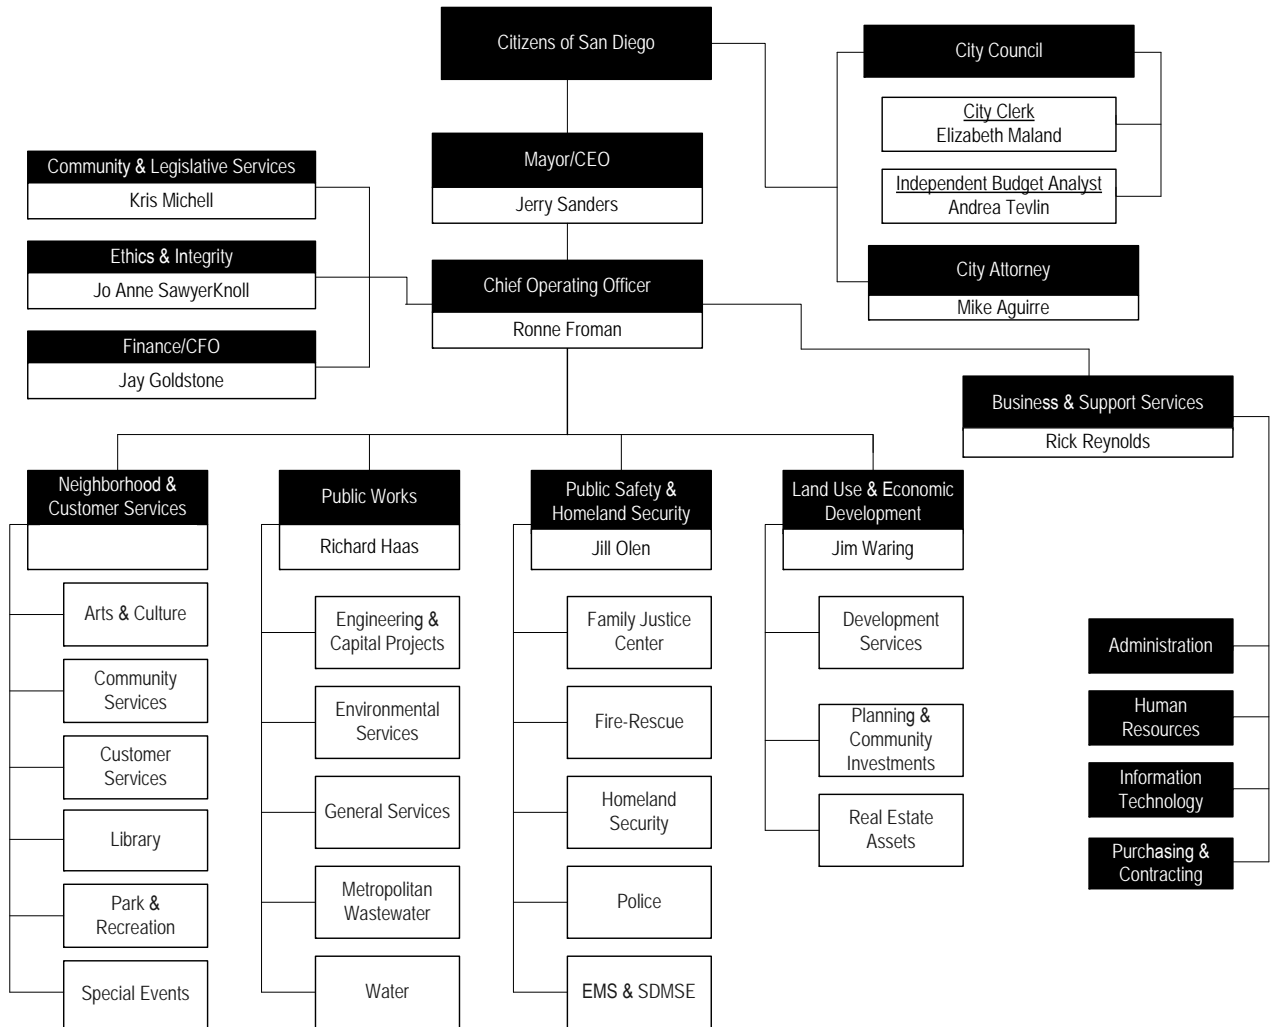 Citizens of San Diego
City Council
City Clerk
Elizabeth Maland
Independent Budget Analyst
Andrea Tevlin
City Attorney
Mike Aguirre
Mayor/CEO
Jerry Sanders
Community & Legislative Services
Kris Michell
Ethics & Integrity
Jo Anne SawyerKnoll
Finance/CFO
Jay Goldstone
Chief Operating Officer
Ronne Froman
Business & Support Services
Rick Reynolds
Neighborhood &
Customer Services
Arts & Culture
Community
Services
Customer
Services
Library
Park &
Recreation
Special Events
Public Works
Richard Haas
Engineering &
Capital Projects
Environmental
Services
General Services
Metropolitan
Wastewater
Water
Public Safety &
Homeland Security
Jill Olen
Family Justice
Center
Fire-Rescue
Homeland
Security
Police
EMS & SDMSE
Land Use & Economic
Development
Jim Waring
Development
Services
Planning &
Community
Investments
Real Estate
Assets
Administration
Human
Resources
Information
Technology
Purchasing &
Contracting